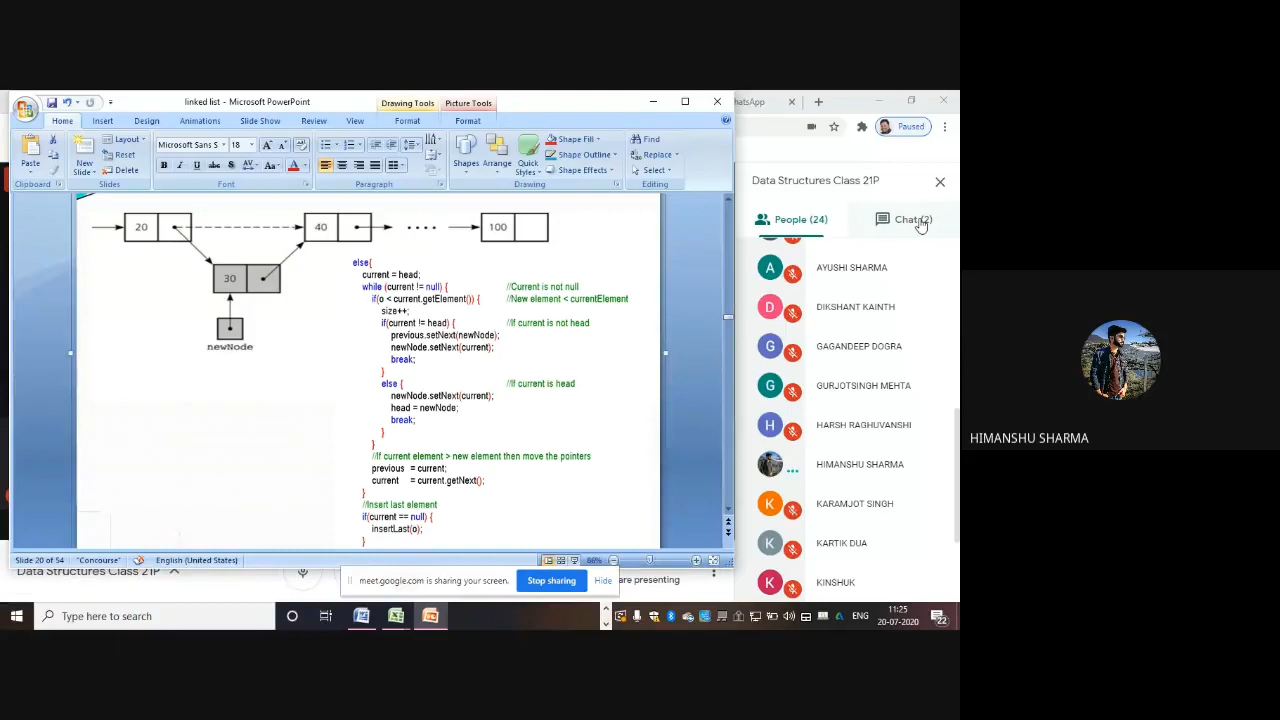 linked list - Microsoft PowerPoint
Drawing Tools
Picture Tools
hatsApp
Home
Insert
Design
Animations
Slide Show
Review
View
Format
Format
Paused
Paste
Clipboard
New
Slide
Layout
Reset
Delete
Slides
Microsoft Sans S
18
Font
Paragraph
Shapes
Arrange
Quick
Styles
Shape Fill
Shape Outline
Shape Effects
Drawing
Find
Replace
Select
Editing
20
40
100
30
newNode
else{
current = head;
while (current != null) { //Current is not null
if(o < current.getElement()) { //New element < currentElement
size++;
if(current != head) { //If current is not head
previous.setNext(newNode);
newNode.setNext(current);
break;
}
else { //If current is head
newNode.setNext(current);
head = newNode;
break;
}
}
//If current element > new element then move the pointers
previous = current;
current = current.getNext();
}
//Insert last element
if(current == null) {
insertLast(o);
}
Slide 20 of 54
"Concourse"
English (United States)
86%
Data Structures Class 21P
People (24)
Chat (2)
A AYUSHI SHARMA
D DIKSHANT KAINTH
G GAGANDEEP DOGRA
G GURJOTSINGH MEHTA
H HARSH RAGHUVANSHI
HIMANSHU SHARMA
K KARAMJOT SINGH
K KARTIK DUA
K KINSHUK
Data Structures Class 21P
meet.google.com is sharing your screen.
Stop sharing
Hide
are presenting
Type here to search
ENG
11:25
20-07-2020
22
HIMANSHU SHARMA